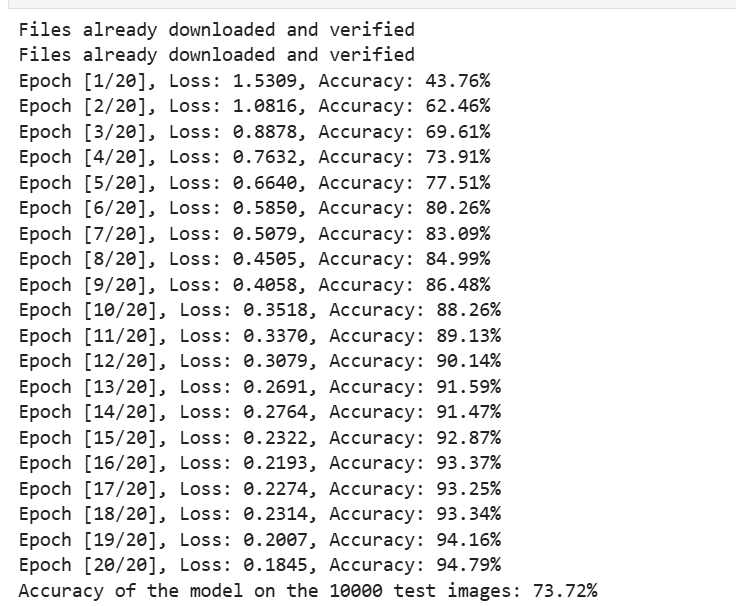 Files already downloaded and verified
Files already downloaded and verified
Epoch [1/20], Loss: 1.5309, Accuracy: 43.76%
Epoch [2/20], Loss: 1.0816, Accuracy: 62.46%
Epoch [3/20], Loss: 0.8878, Accuracy: 69.61%
Epoch [4/20], Loss: 0.7632, Accuracy: 73.91%
Epoch [5/20], Loss: 0.6640, Accuracy: 77.51%
Epoch [6/20], Loss: 0.5850, Accuracy: 80.26%
Epoch [7/20], Loss: 0.5079, Accuracy: 83.09%
Epoch [8/20], Loss: 0.4505, Accuracy: 84.99%
Epoch [9/20], Loss: 0.4058, Accuracy: 86.48%
Epoch [10/20], Loss: 0.3518, Accuracy: 88.26%
Epoch [11/20], Loss: 0.3370, Accuracy: 89.13%
Epoch [12/20], Loss: 0.3079, Accuracy: 90.14%
Epoch [13/20], Loss: 0.2691, Accuracy: 91.59%
Epoch [14/20], Loss: 0.2764, Accuracy: 91.47%
Epoch [15/20], Loss: 0.2322, Accuracy: 92.87%
Epoch [16/20], Loss: 0.2193, Accuracy: 93.37%
Epoch [17/20], Loss: 0.2274, Accuracy: 93.25%
Epoch [18/20], Loss: 0.2314, Accuracy: 93.34%
Epoch [19/20], Loss: 0.2007, Accuracy: 94.16%
Epoch [20/20], Loss: 0.1845, Accuracy: 94.79%
Accuracy of the model on the 10000 test images: 73.72%